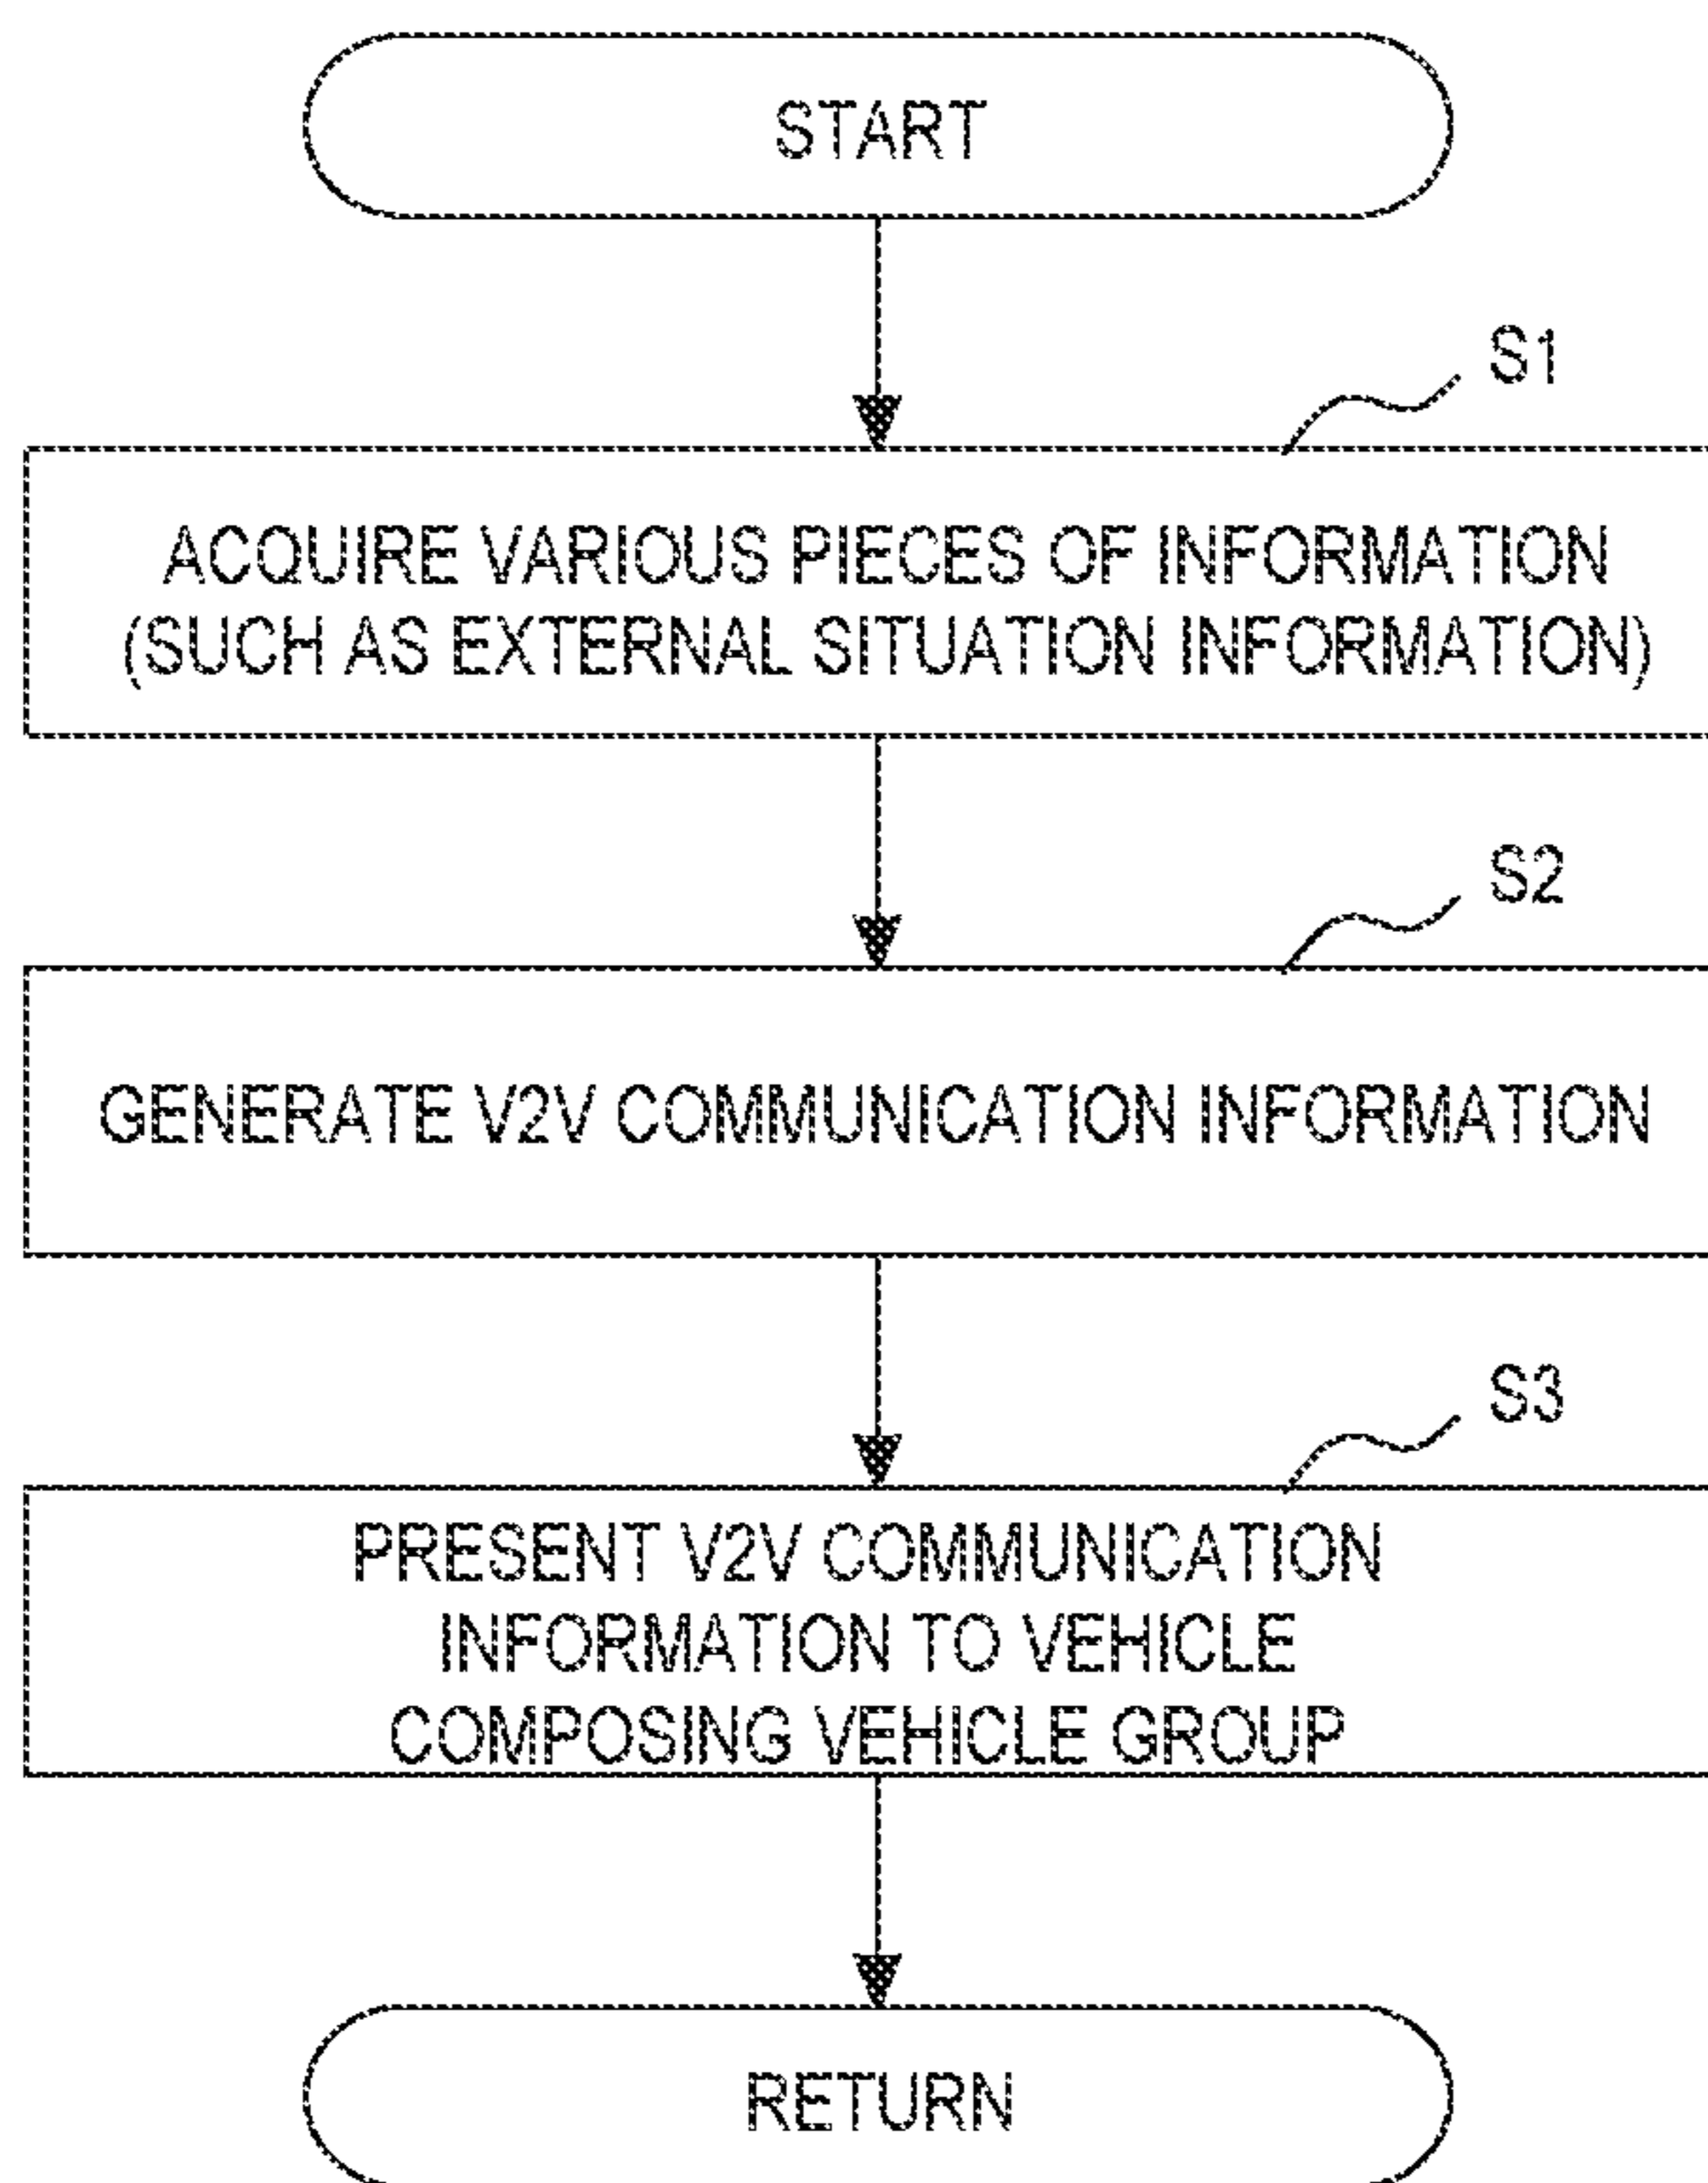 START
S1
ACQUIRE VARIOUS PIECES OF INFORMATION
(SUCH AS EXTERNAL SITUATION INFORMATION)
S2
GENERATE V2V COMMUNICATION INFORMATION
S3
PRESENT V2V COMMUNICATION
INFORMATION TO VEHICLE
COMPOSING VEHICLE GROUP
RETURN